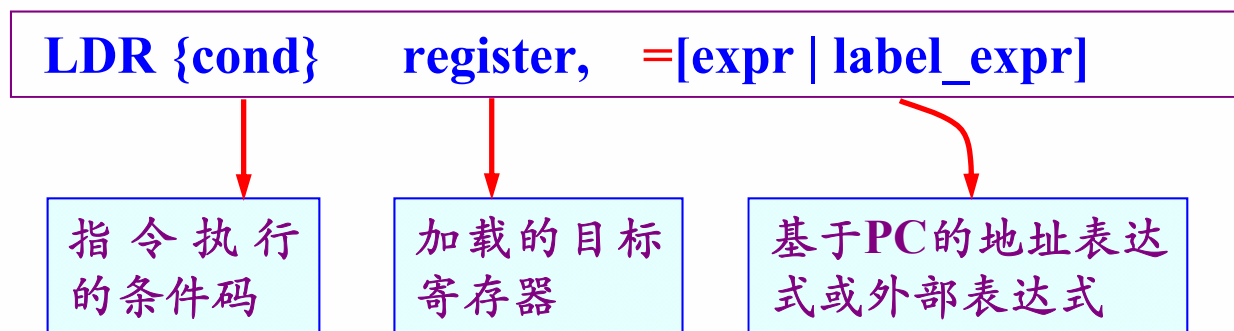 LDR {cond} register, =[expr | label_expr]
指令执行
的条件码
加载的目标
寄存器
基于PC的地址表达
式或外部表达式